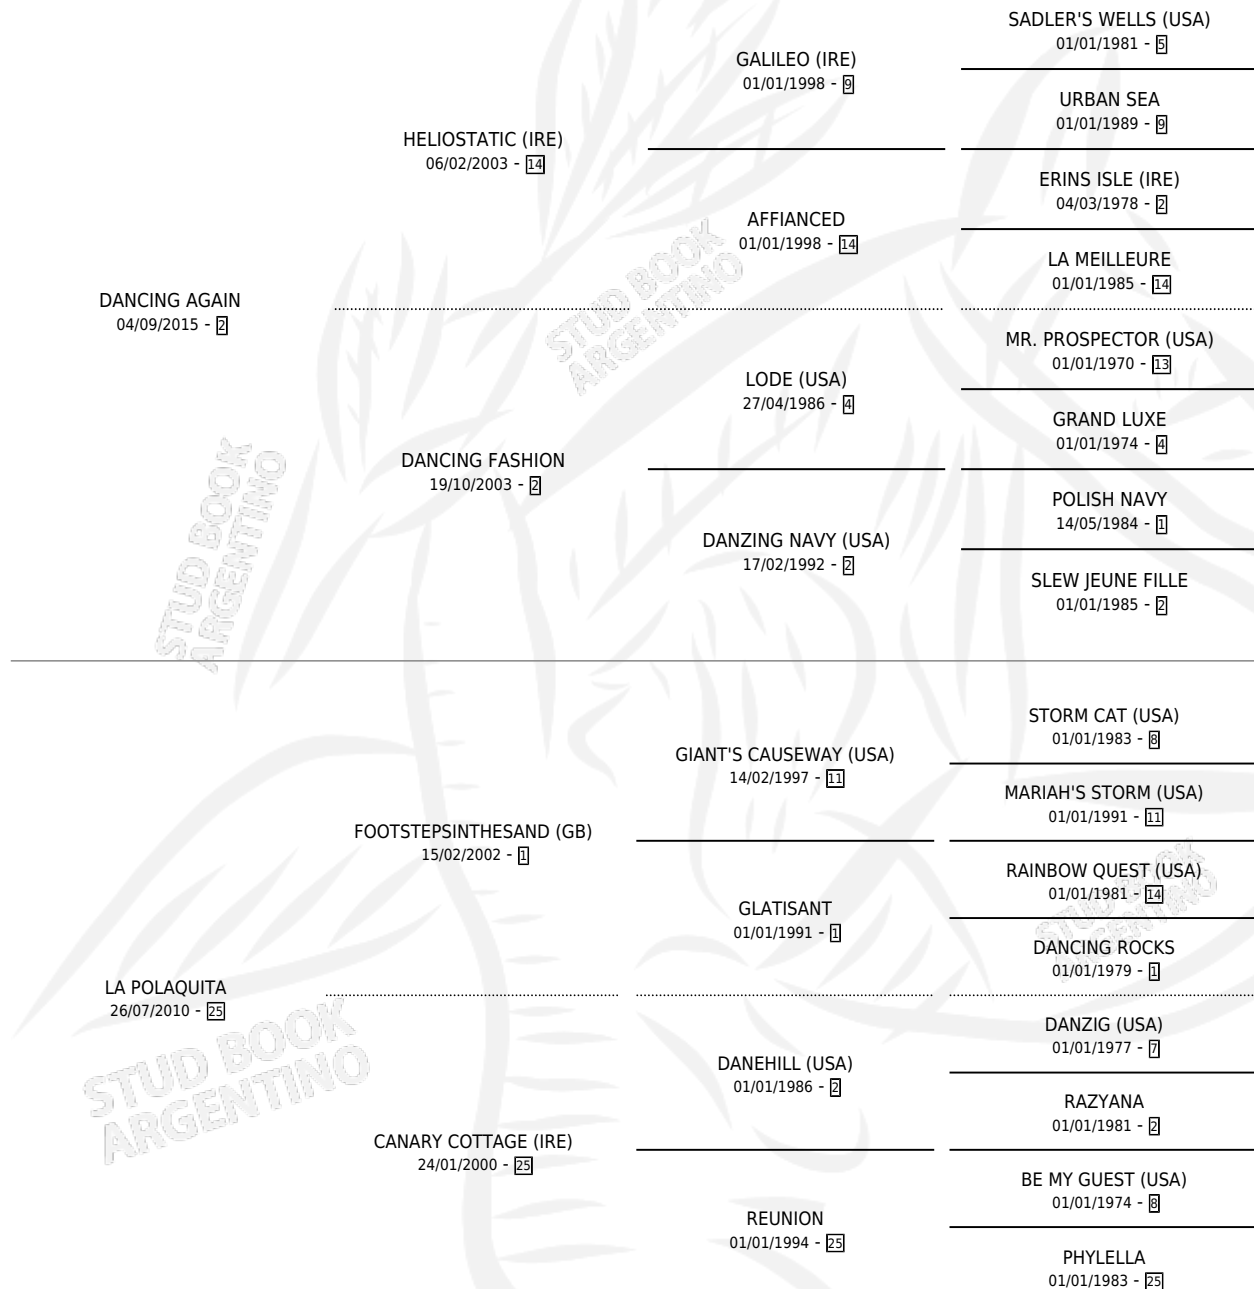 SADLER'S WELLS (USA)
01/01/1981 - 5
GALILEO (IRE)
01/01/1998 - 9
URBAN SEA
01/01/1989 - 9
HELIOSTATIC (IRE)
06/02/2003 - 14
ERINS ISLE (IRE)
04/03/1978 - 2
AFFIANCED
01/01/1998 - 14
LA MEILLEURE
01/01/1985 - 14
DANCING AGAIN
04/09/2015 - 2
MR. PROSPECTOR (USA)
01/01/1970 - 13
LODE (USA)
27/04/1986 - 4
GRAND LUXE
01/01/1974 - 4
DANCING FASHION
19/10/2003 - 2
POLISH NAVY
14/05/1984 - 1
DANZING NAVY (USA)
17/02/1992 - 2
SLEW JEUNE FILLE
01/01/1985 - 2
STORM CAT (USA)
01/01/1983 - 8
GIANT'S CAUSEWAY (USA)
14/02/1997 - 11
MARIAH'S STORM (USA)
01/01/1991 - 11
FOOTSTEPSINTHESAND (GB)
15/02/2002 - 1
RAINBOW QUEST (USA)
01/01/1981 - 14
GLATISANT
01/01/1991 - 1
DANCING ROCKS
01/01/1979 - 1
LA POLAQUITA
26/07/2010 - 25
DANZIG (USA)
01/01/1977 - 7
DANEHILL (USA)
01/01/1986 - 2
RAZYANA
01/01/1981 - 2
CANARY COTTAGE (IRE)
24/01/2000 - 25
BE MY GUEST (USA)
01/01/1974 - 8
REUNION
01/01/1994 - 25
PHYLELLA
01/01/1983 - 25
STUD BOOK
ARGENTINO
STUD BOOK
ARGENTINO
STUD BOOK
ARGENTINO
STUD BOOK
ARGENTINO